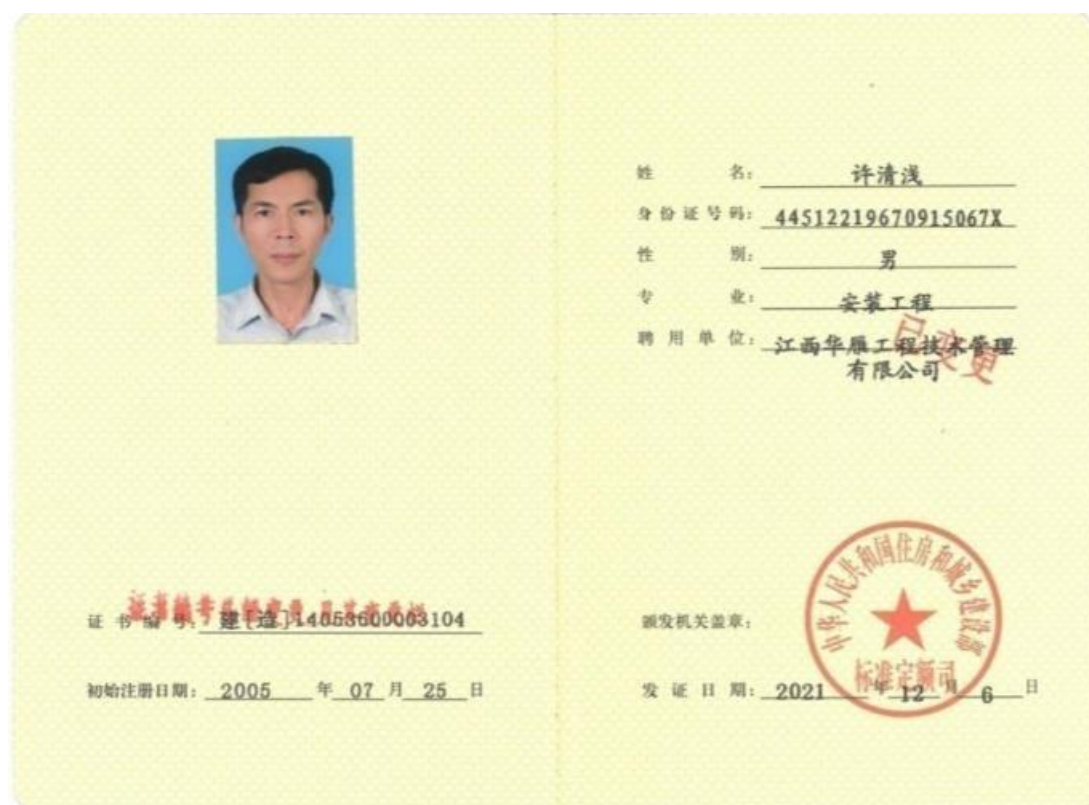 姓 名: 许清浅
身份证号码: 44512219670915067X
性 别: 男
专 业: 安装工程
聘用单位: 江西华雁工程技术管理
有限公司
已变更
证书编号: 建[造]14053600003104
初始注册日期: 2005 年 07 月 25 日
颁发机关盖章:
中华人民共和国住房和城乡建设部
标准定额司
发证日期: 2021 年 12 月 6 日